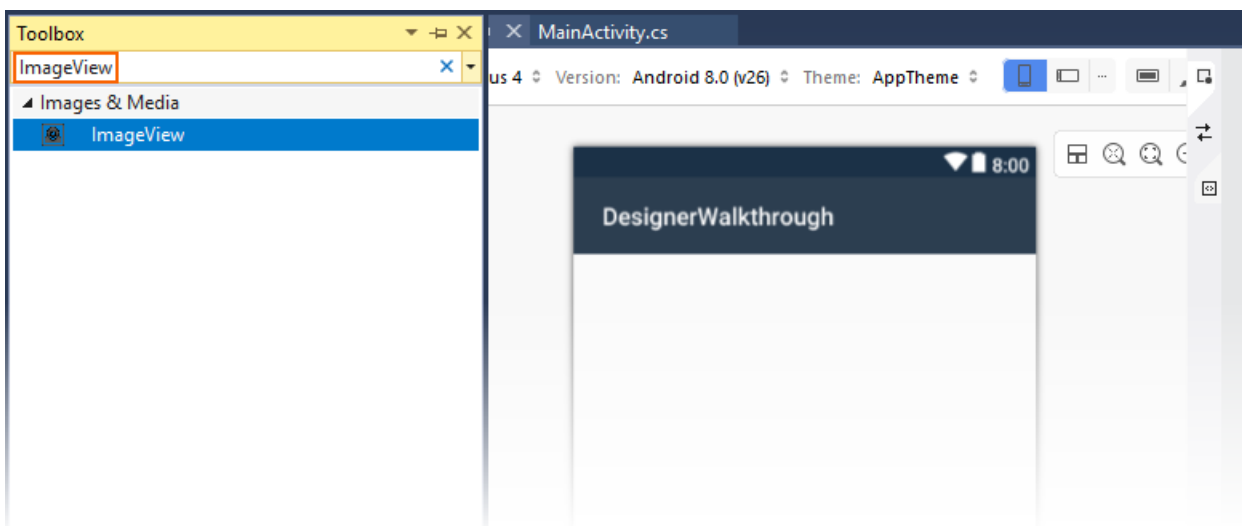 Toolbox
ImageView
Images & Media
ImageView
MainActivity.cs
us 4 Version: Android 8.0 (v26) Theme: AppTheme
8:00
DesignerWalkthrough